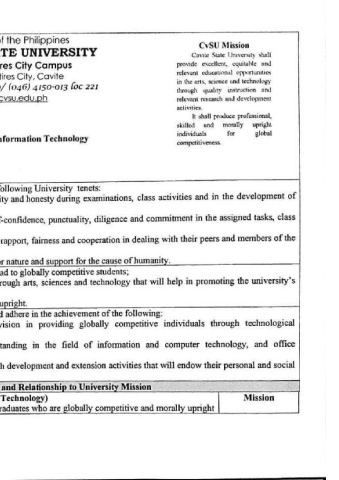 of the Philippines
TE UNIVERSITY
res City Campus
tires City, Cavite
/ (046) 4150-013 loc 221
cvsu.edu.ph
nformation Technology
CvSU Mission
Cavite State University shall
provide excellent, equitable and
relevant educational opportunities
in the arts, science and technology
through quality instruction and
relevant research and development
activities.
It shall produce professional,
skilled and morally upright
individuals for global
competitiveness.
ollowing University tenets:
ity and honesty during examinations, class activities and in the development of
f-confidence, punctuality, diligence and commitment in the assigned tasks, class
rapport, fairness and cooperation in dealing with their peers and members of the
r nature and support for the cause of humanity.
ad to globally competitive students;
rough arts, sciences and technology that will help in promoting the university's
upright.
d adhere in the achievement of the following:
vision in providing globally competitive individuals through technological
tanding in the field of information and computer technology, and office
h development and extension activities that will endow their personal and social
and Relationship to University Mission
Technology) Mission
raduates who are globally competitive and morally upright